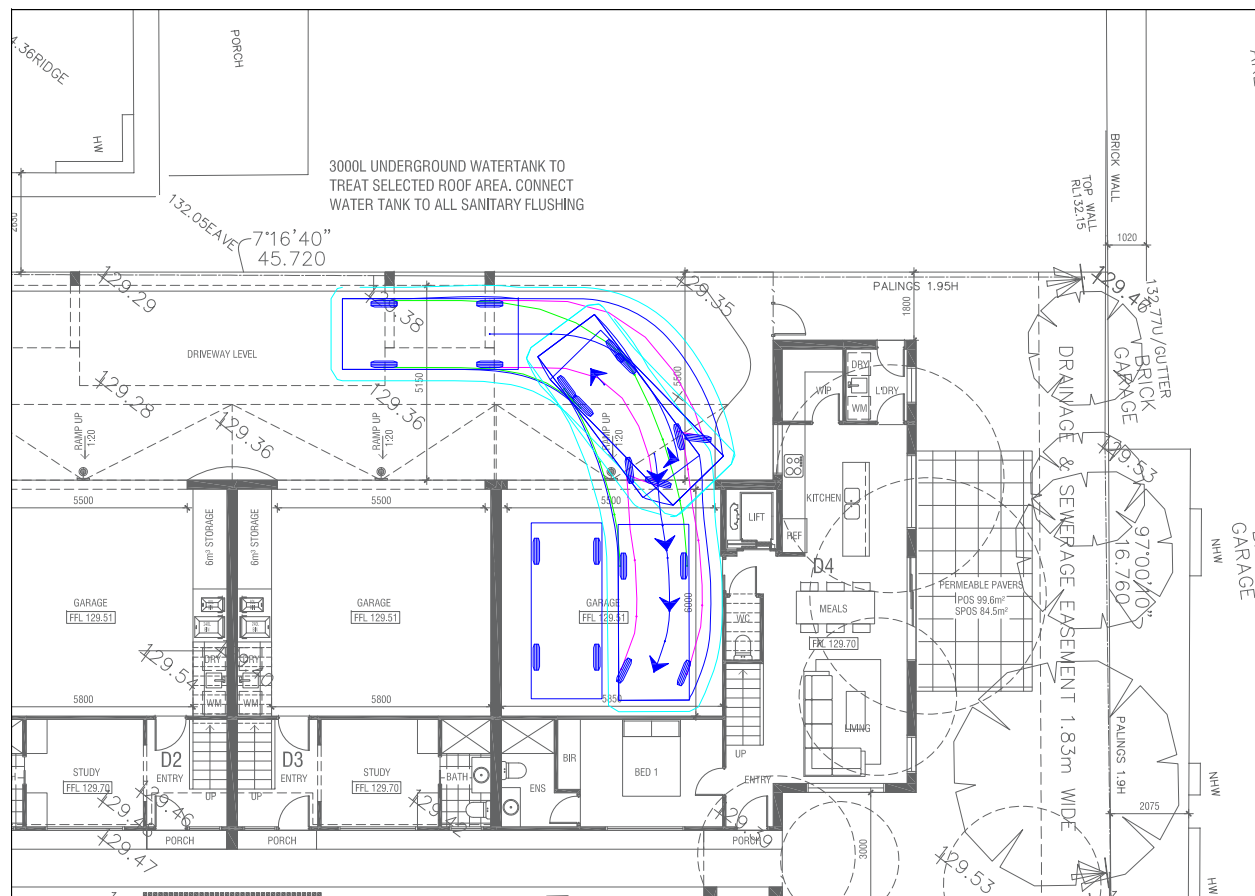 4.36RIDGE
PORCH
HW
3000L UNDERGROUND WATERTANK TO
TREAT SELECTED ROOF AREA. CONNECT
WATER TANK TO ALL SANITARY FLUSHING
132.05EAVE
7°16'40"
45.720
BRICK WALL
TOP WALL
RL132.15
1020
129.29
129.38
129.35
PALINGS 1.95H
1800
129.46
132.77U/GUTTER
BRICK
GARAGE
DRIVEWAY LEVEL
5150
5500
129.28
129.36
129.36
RAMP UP
1:20
RAMP UP
1:20
RAMP UP
1:20
DRY
WIP
L'DRY
WM
DRAINAGE & SEWERAGE EASEMENT 1.83m WIDE
129.53
5500
5500
5500
6m³ STORAGE
6m³ STORAGE
KITCHEN
LIFT
REF
D4
97°00'10"
16.760
NHW
GARAGE
GARAGE
FFL 129.51
GARAGE
FFL 129.51
GARAGE
FFL 129.51
6000
WC
MEALS
FFL 129.70
PERMEABLE PAVERS
POS 99.6m²
SPOS 84.5m²
129.54
DRY
DRY
WM
WM
5800
5800
5850
LIVING
PALINGS 1.9H
D2
ENTRY
D3
ENTRY
STUDY
FFL 129.70
STUDY
FFL 129.70
UP
UP
BATH
ENS
BIR
BED 1
UP
ENTRY
NHW
2075
129.46
129.47
PORCH
PORCH
PORCH
3000
129.53
HW